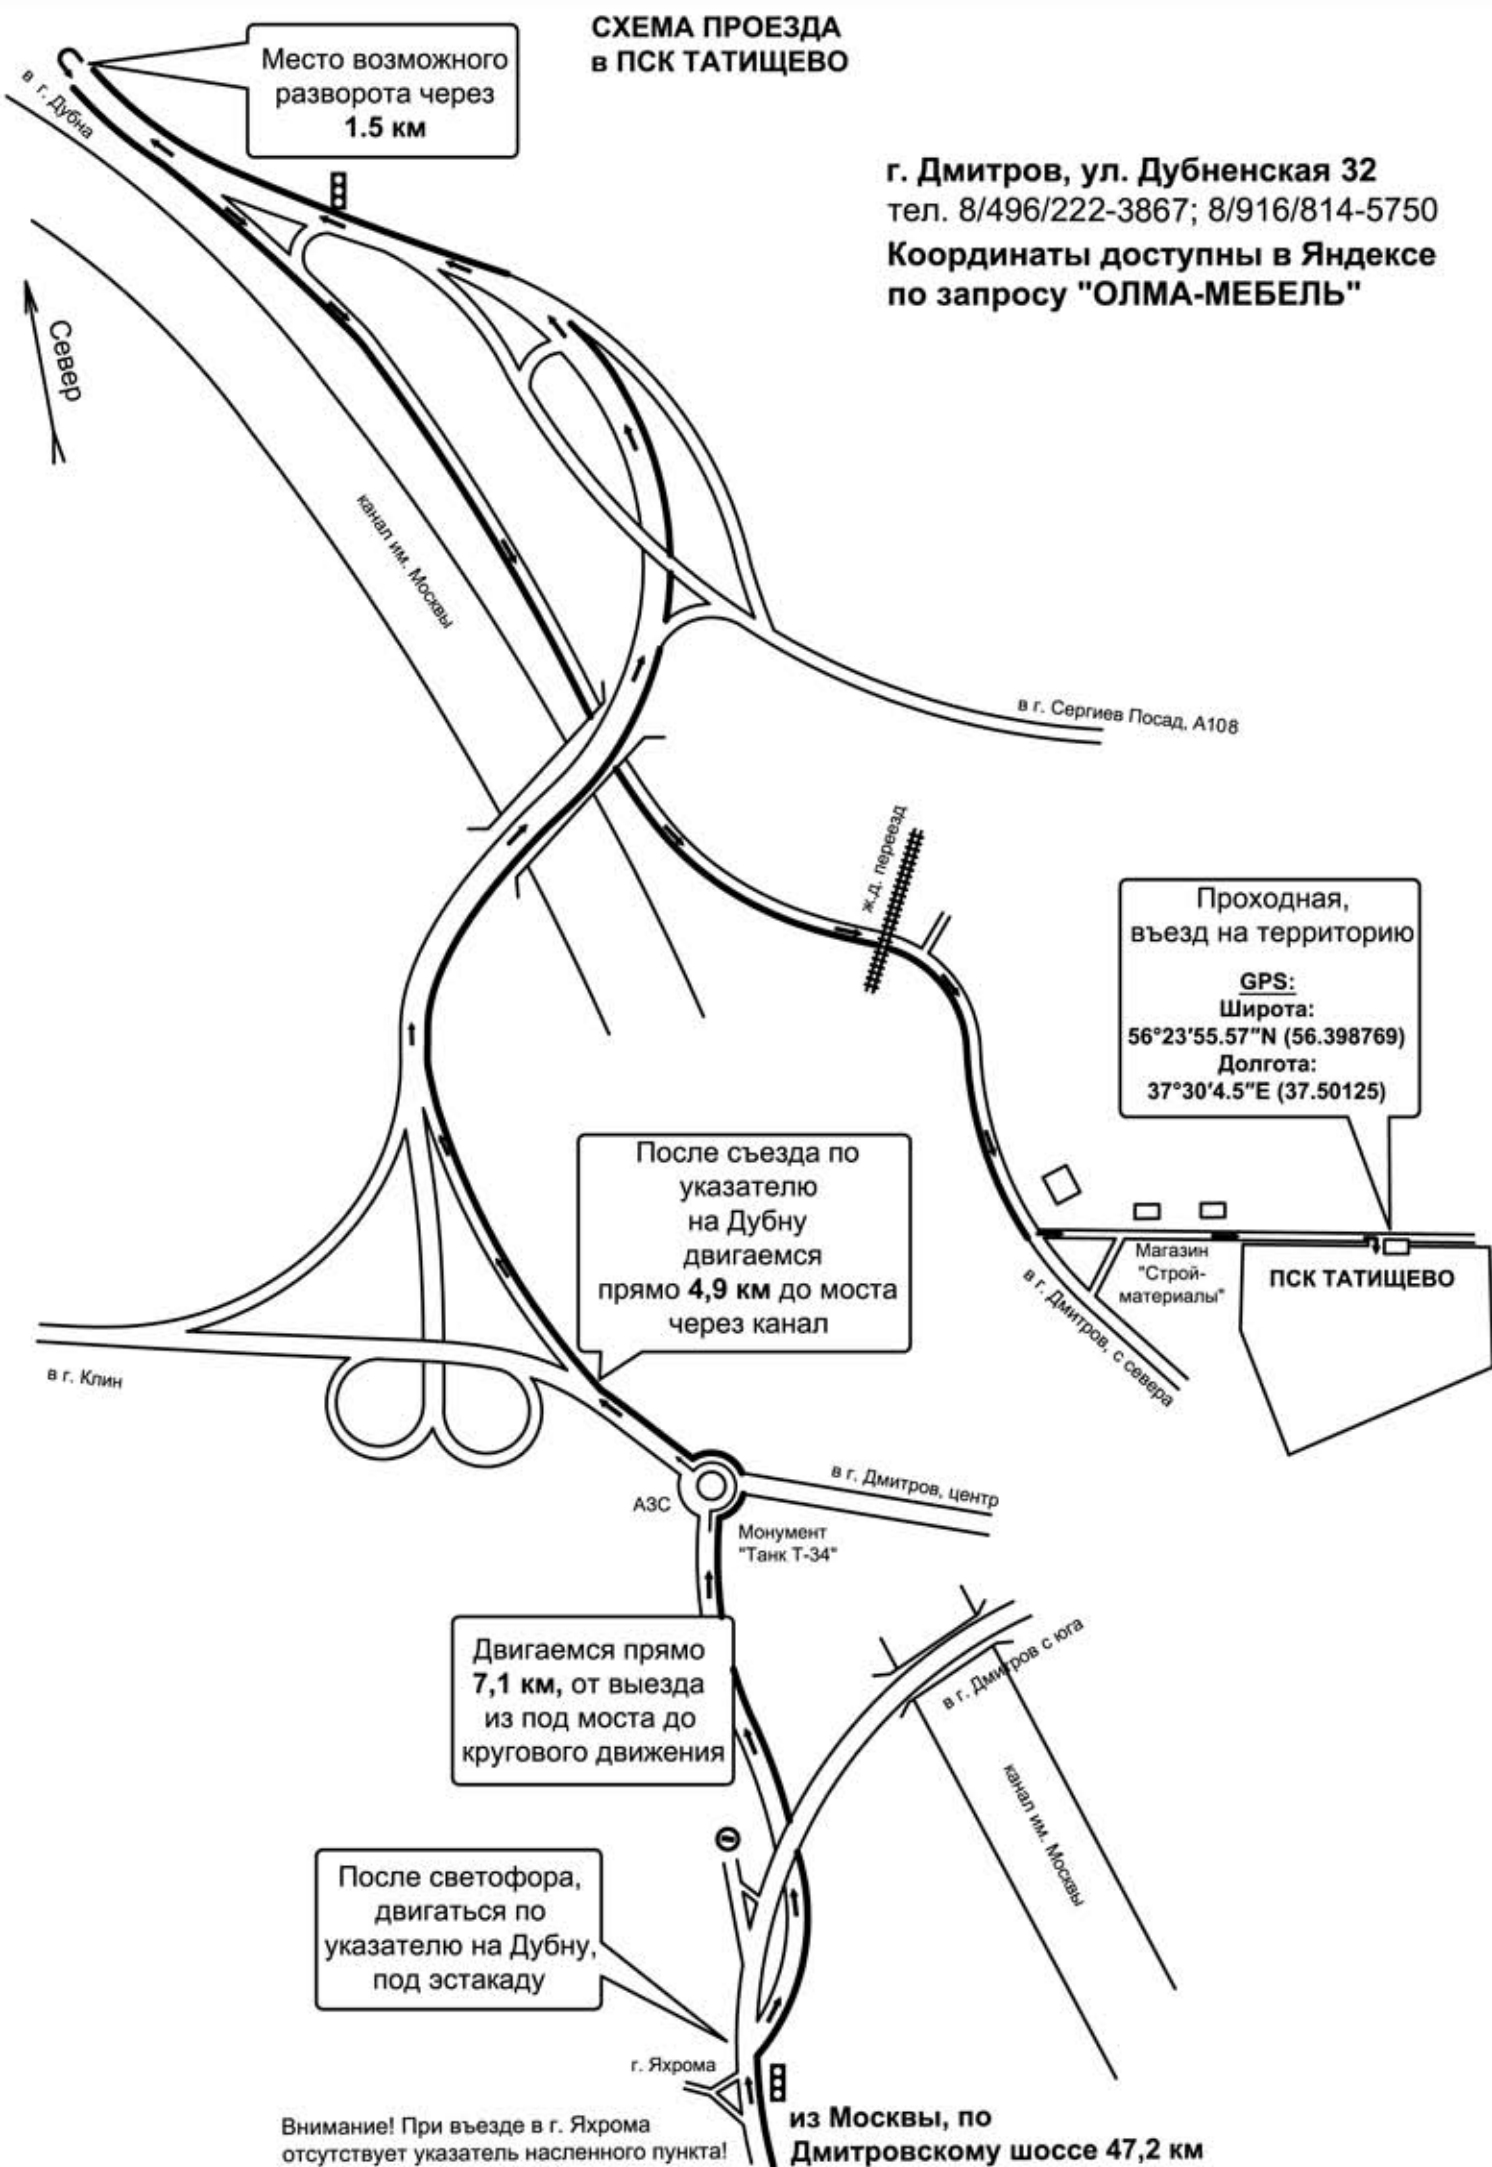 СХЕМА ПРОЕЗДА
в ПСК ТАТИЩЕВО
Место возможного
разворота через
1.5 км
в г. Дубна
г. Дмитров, ул. Дубненская 32
тел. 8/496/222-3867; 8/916/814-5750
Координаты доступны в Яндексе
по запросу "ОЛМА-МЕБЕЛЬ"
Север
канал им. Москвы
в г. Сергиев Посад, А108
ж.д. переезд
Проходная,
въезд на территорию
GPS:
Широта:
56°23′55.57″N (56.398769)
Долгота:
37°30′4.5″E (37.50125)
После съезда по
указателю
на Дубну
двигаемся
прямо 4,9 км до моста
через канал
Магазин
"Строй-
материалы"
ПСК ТАТИЩЕВО
в г. Дмитров, с севера
в г. Клин
в г. Дмитров, центр
АЗС
Монумент
"Танк Т-34"
Двигаемся прямо
7,1 км, от выезда
из под моста до
кругового движения
в г. Дмитров с юга
канал им. Москвы
После светофора,
двигаться по
указателю на Дубну,
под эстакаду
г. Яхрома
Внимание! При въезде в г. Яхрома
отсутствует указатель насленного пункта!
из Москвы, по
Дмитровскому шоссе 47,2 км